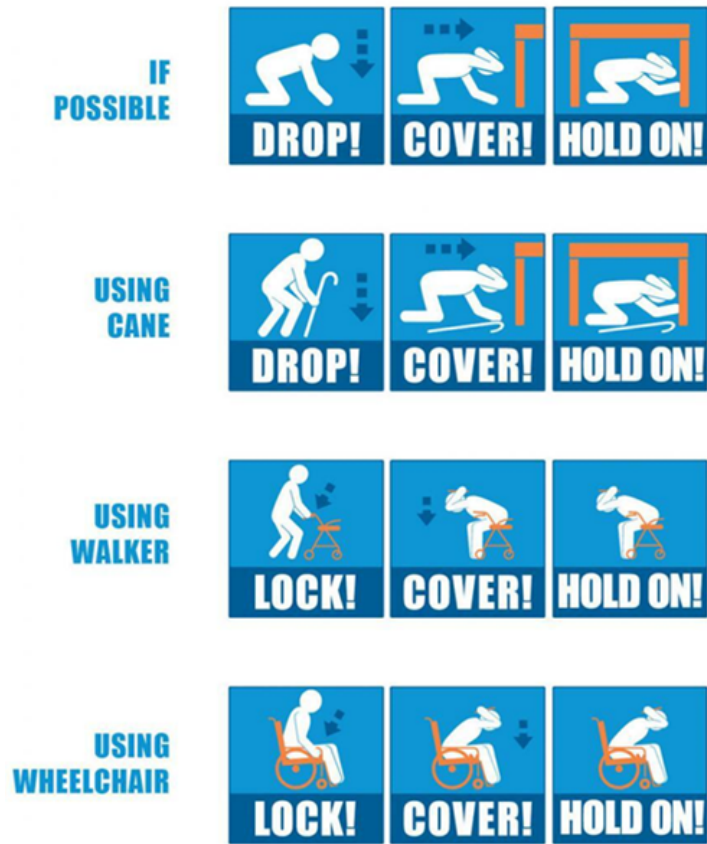 IF
POSSIBLE
DROP!
COVER!
HOLD ON!
USING
CANE
DROP!
COVER!
HOLD ON!
USING
WALKER
LOCK!
COVER!
HOLD ON!
USING
WHEELCHAIR
LOCK!
COVER!
HOLD ON!